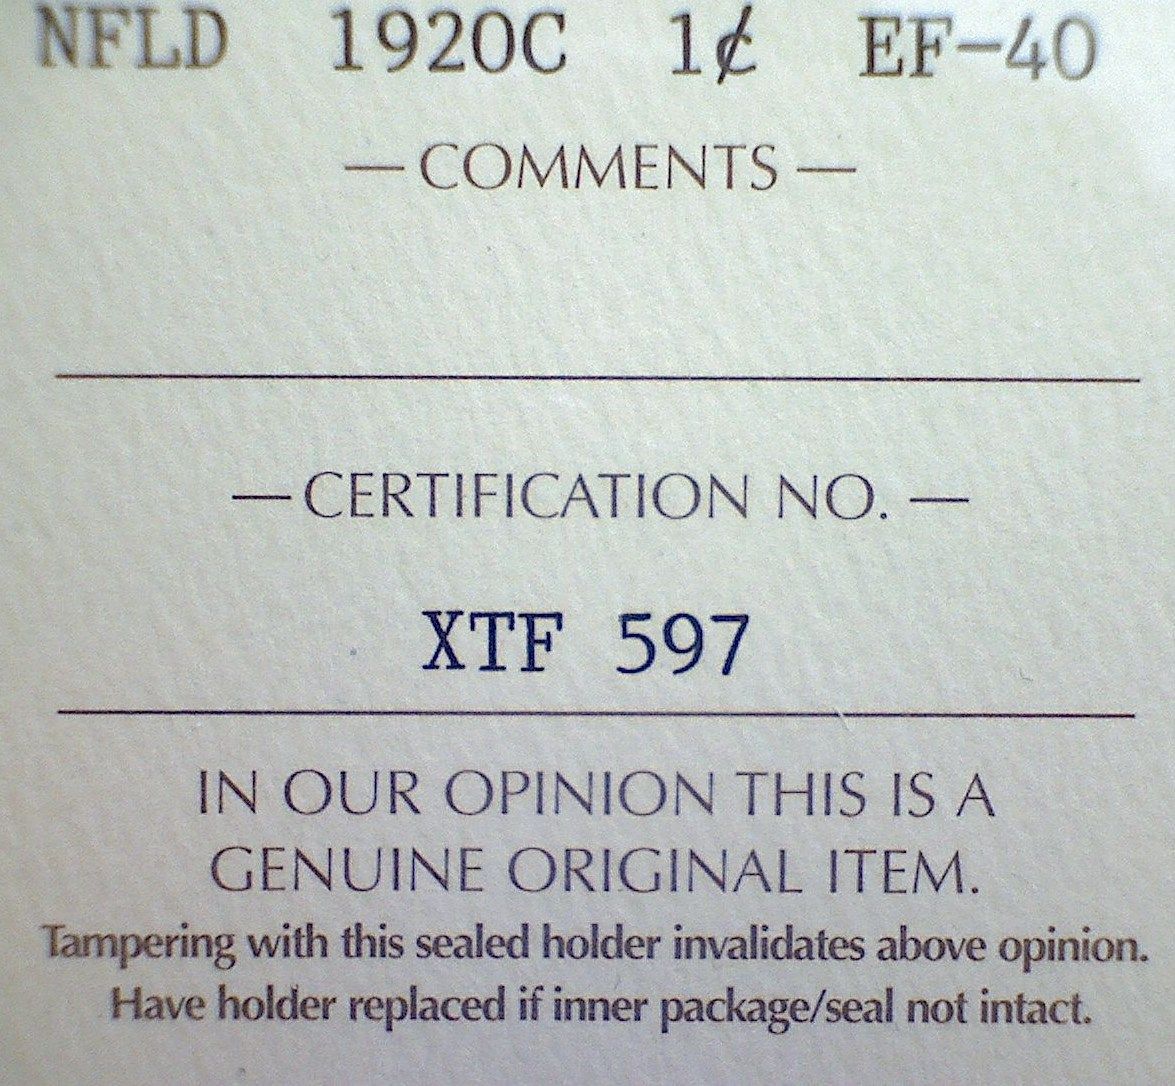 NFLD 1920C 1¢ EF-40
— COMMENTS —
— CERTIFICATION NO. —
XTF 597
IN OUR OPINION THIS IS A
GENUINE ORIGINAL ITEM.
Tampering with this sealed holder invalidates above opinion.
Have holder replaced if inner package/seal not intact.